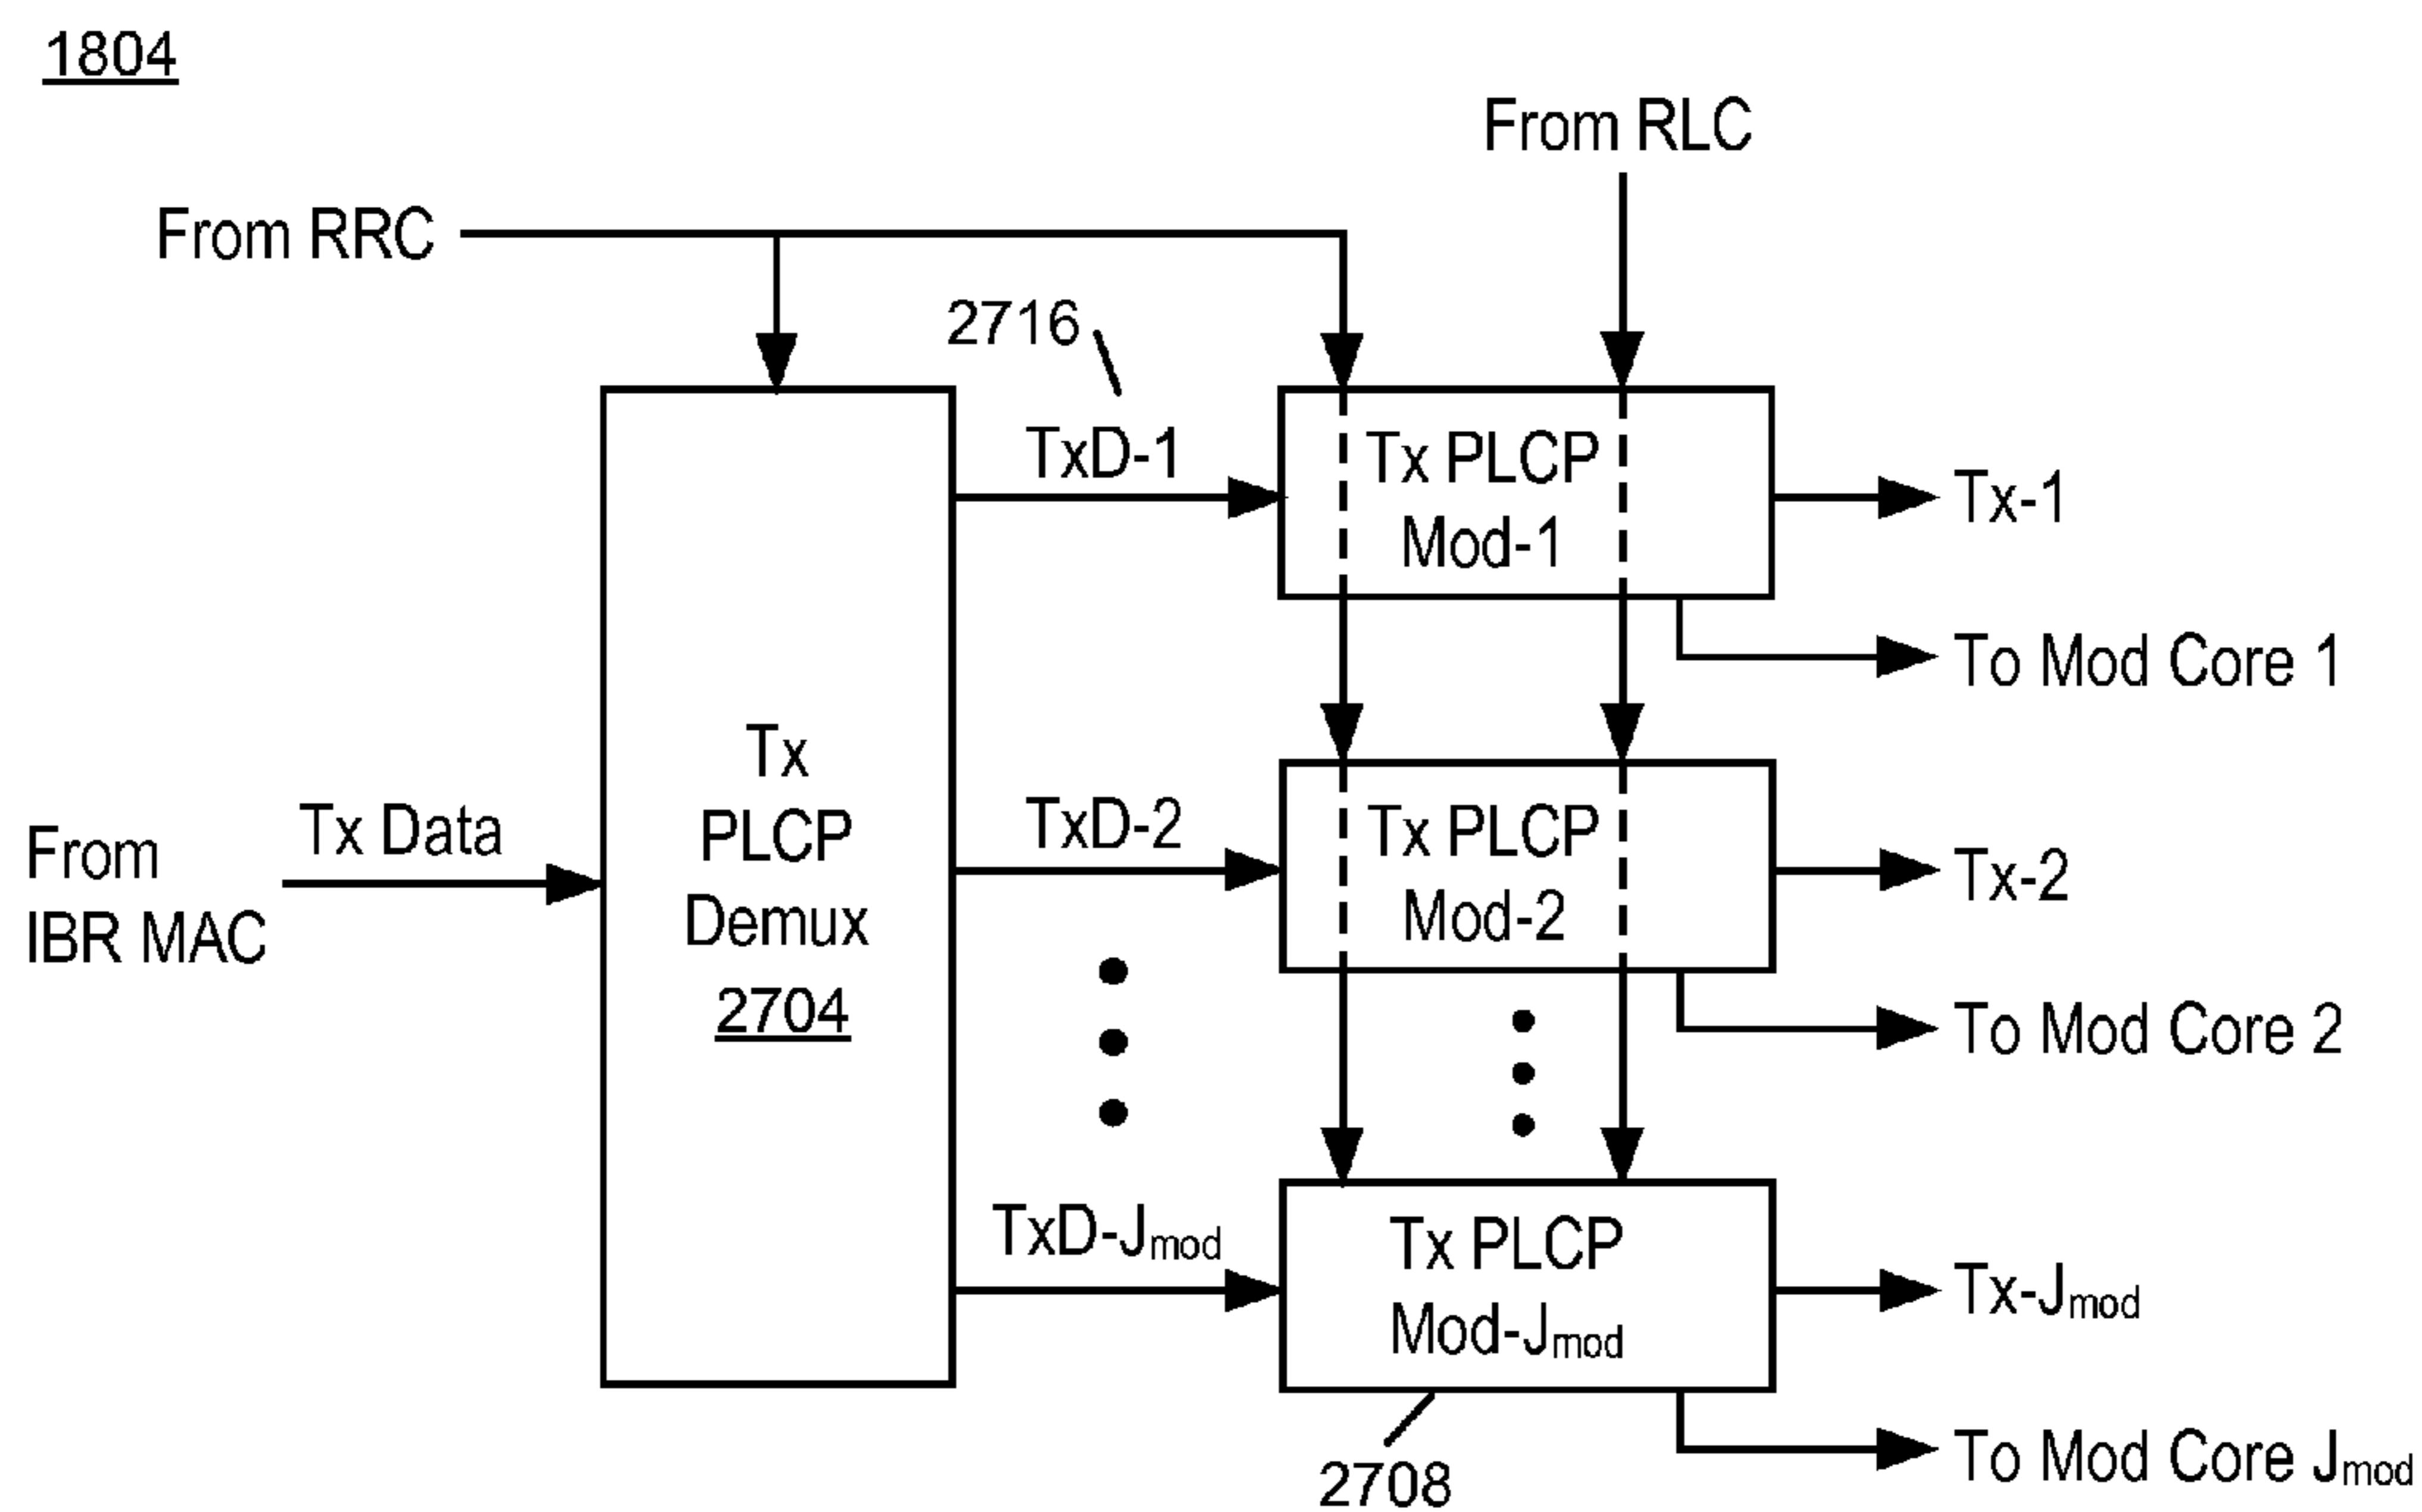 1804
From RLC
From RRC
2716
TxD-1
Tx PLCP
Mod-1
Tx-1
To Mod Core 1
Tx
PLCP
Demux
2704
From
IBR MAC
Tx Data
TxD-2
Tx PLCP
Mod-2
Tx-2
To Mod Core 2
TxD-Jmod
Tx PLCP
Mod-Jmod
Tx-Jmod
To Mod Core Jmod
2708